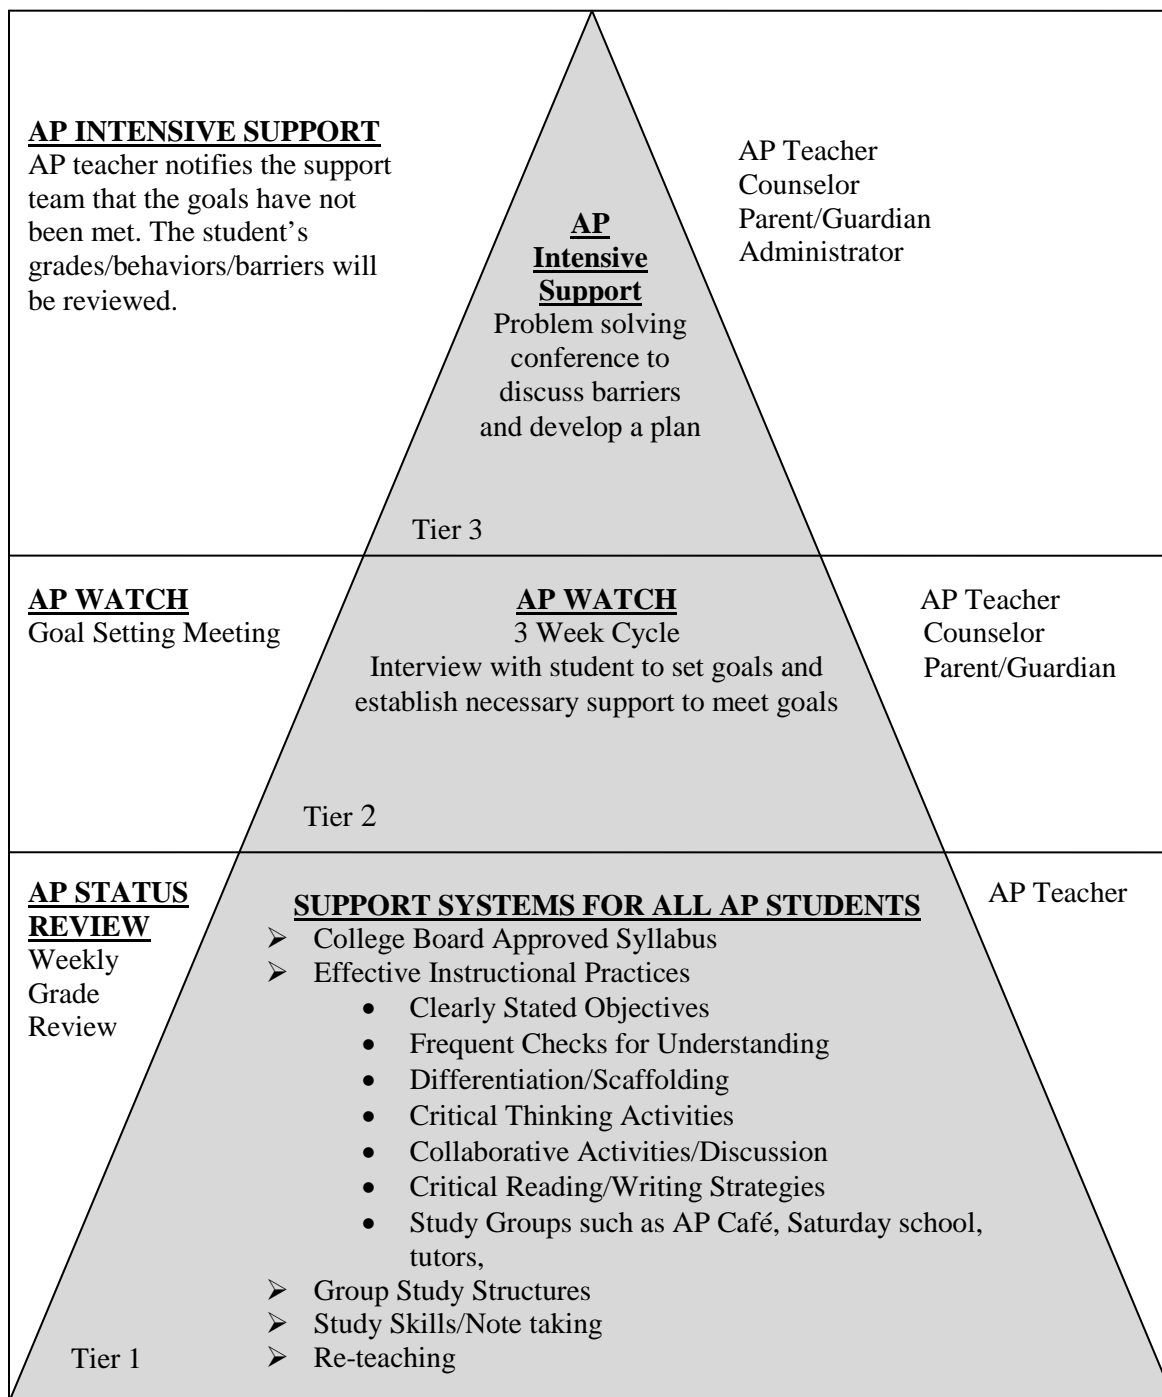 AP INTENSIVE SUPPORT
AP teacher notifies the support
team that the goals have not
been met. The student’s
grades/behaviors/barriers will
be reviewed.
AP
Intensive
Support
Problem solving
conference to
discuss barriers
and develop a plan
AP Teacher
Counselor
Parent/Guardian
Administrator
Tier 3
AP WATCH
Goal Setting Meeting
AP WATCH
3 Week Cycle
Interview with student to set goals and
establish necessary support to meet goals
AP Teacher
Counselor
Parent/Guardian
Tier 2
AP STATUS
REVIEW
Weekly
Grade
Review
SUPPORT SYSTEMS FOR ALL AP STUDENTS
➢ College Board Approved Syllabus
➢ Effective Instructional Practices
• Clearly Stated Objectives
• Frequent Checks for Understanding
• Differentiation/Scaffolding
• Critical Thinking Activities
• Collaborative Activities/Discussion
• Critical Reading/Writing Strategies
• Study Groups such as AP Café, Saturday school,
tutors,
➢ Group Study Structures
➢ Study Skills/Note taking
➢ Re-teaching
AP Teacher
Tier 1